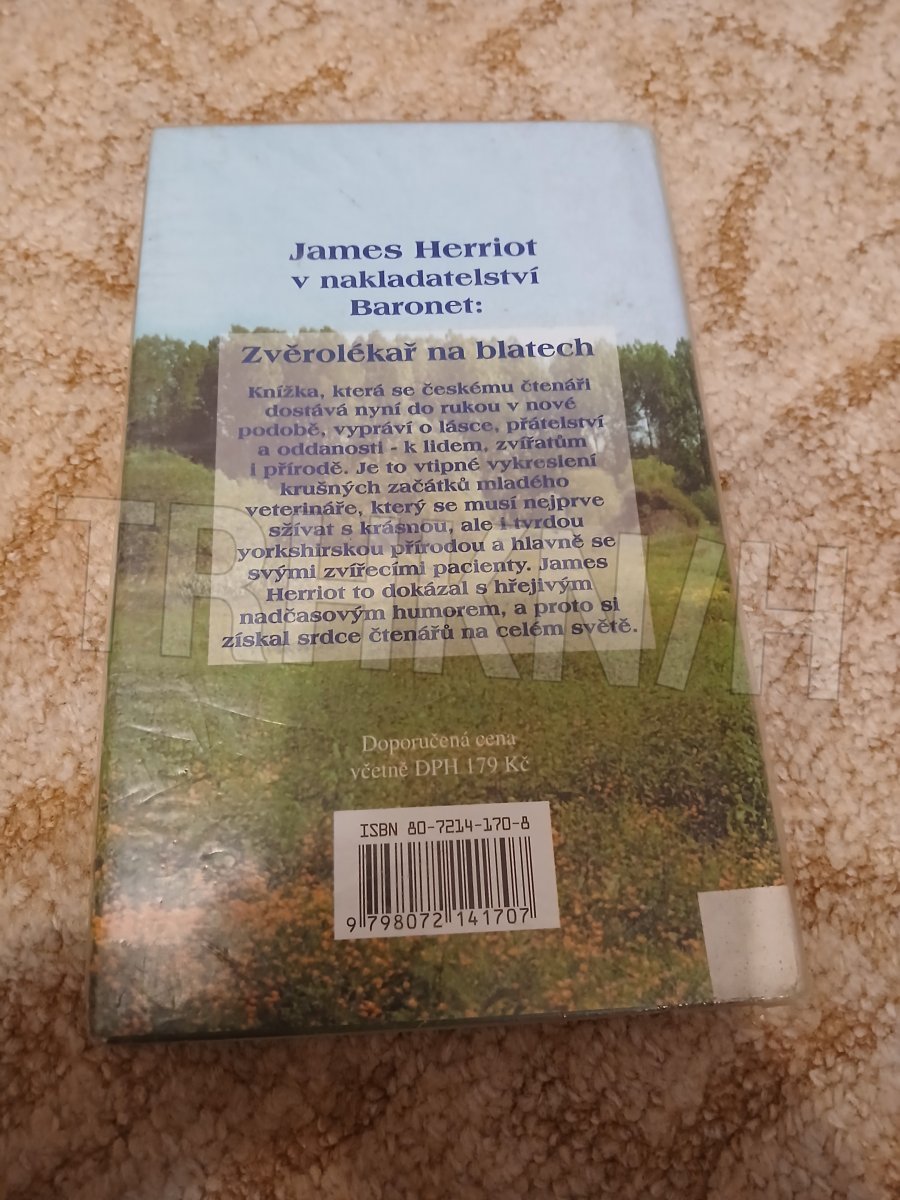 James Herriot
v nakladatelství
Baronet:
Zvěrolékař na blatech
Knížka, která se českému čtenáři
dostává nyní do rukou v nové
podobě, vypráví o lásce, přátelství
a oddanosti - k lidem, zvířatům
i přírodě. Je to vtipné vykreslení
krušných začátků mladého
veterináře, který se musí nejprve
sžívat s krásnou, ale i tvrdou
yorkshirskou přírodou a hlavně se
svými zvířecími pacienty. James
Herriot to dokázal s hřejivým
nadčasovým humorem, a proto si
získal srdce čtenářů na celém světě.
TRHKNIH
Doporučená cena
včetně DPH 179 Kč
ISBN 80-7214-170-8
9 798072 141707